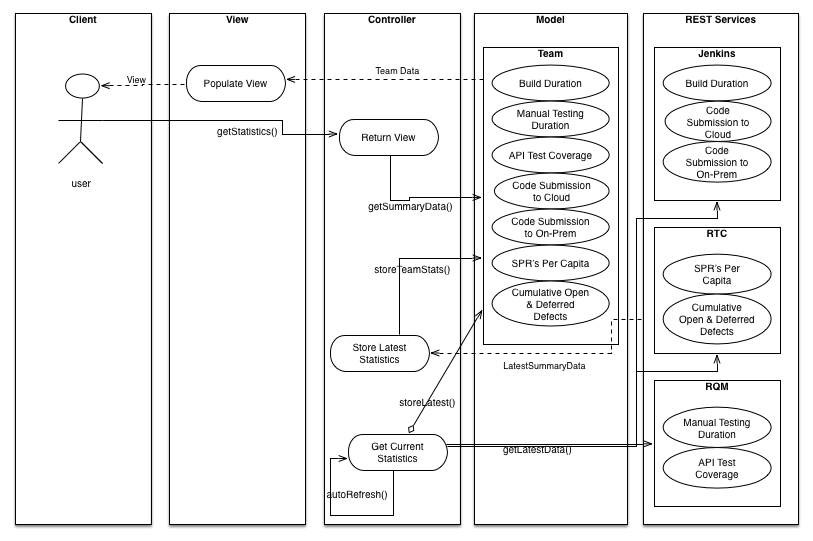 Client
View
Controller
Model
REST Services
Team
Jenkins
View
Populate View
Team Data
Build Duration
Build Duration
getStatistics()
Return View
Manual Testing
Duration
Code
Submission to
Cloud
user
API Test Coverage
Code
Submission to
On-Prem
getSummaryData()
Code Submission
to Cloud
Code Submission
to On-Prem
RTC
storeTeamStats()
SPR's Per Capita
SPR's Per
Capita
Cumulative Open
& Deferred
Defects
Cumulative
Open & Deferred
Defects
Store Latest
Statistics
LatestSummaryData
RQM
storeLatest()
Manual Testing
Duration
Get Current
Statistics
getLatestData()
API Test
Coverage
autoRefresh()